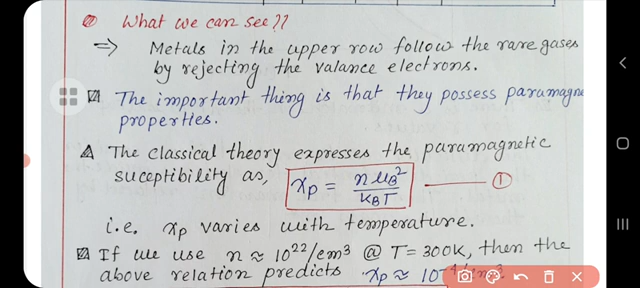 What we can see??
⇒ Metals in the upper row follow the rare gases
by rejecting the valance electrons.
The important thing is that they possess paramagne
properties.
The classical theory expresses the paramagnetic
suceptibility as, χp = nμB²/KBT ——— ①
i.e. χp varies with temperature.
If we use n ≈ 10²²/cm³ @ T = 300K, then the
above relation predicts χp ≈ 10⁻⁴